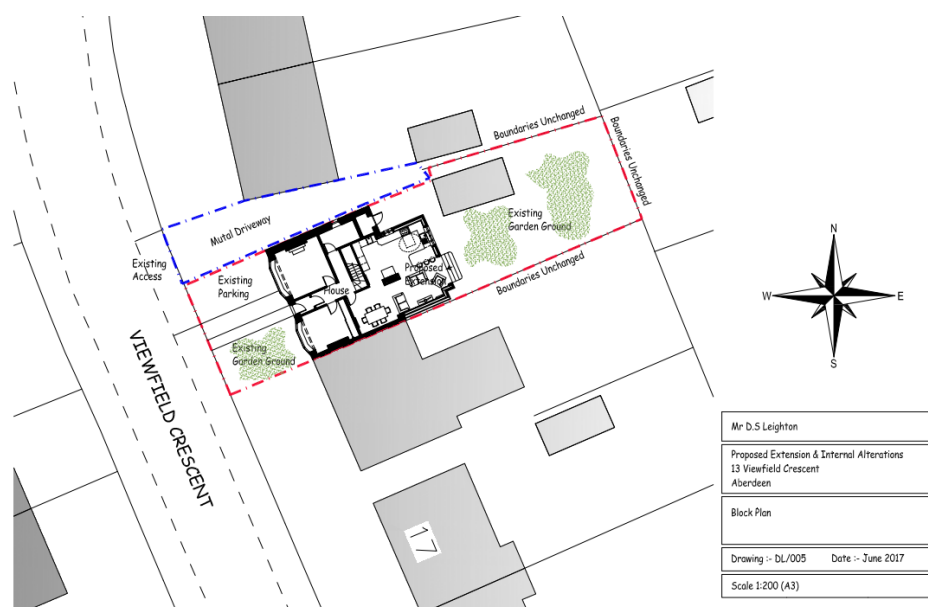 Boundaries Unchanged
Boundaries Unchanged
Mutal Driveway
Existing
Garden Ground
Existing
Access
Existing
Parking
House
Proposed
Extension
Boundaries Unchanged
Existing
Garden Ground
VIEWFIELD CRESCENT
17
N
W
E
S
Mr D.S Leighton
Proposed Extension & Internal Alterations
13 Viewfield Crescent
Aberdeen
Block Plan
Drawing :- DL/005 Date :- June 2017
Scale 1:200 (A3)